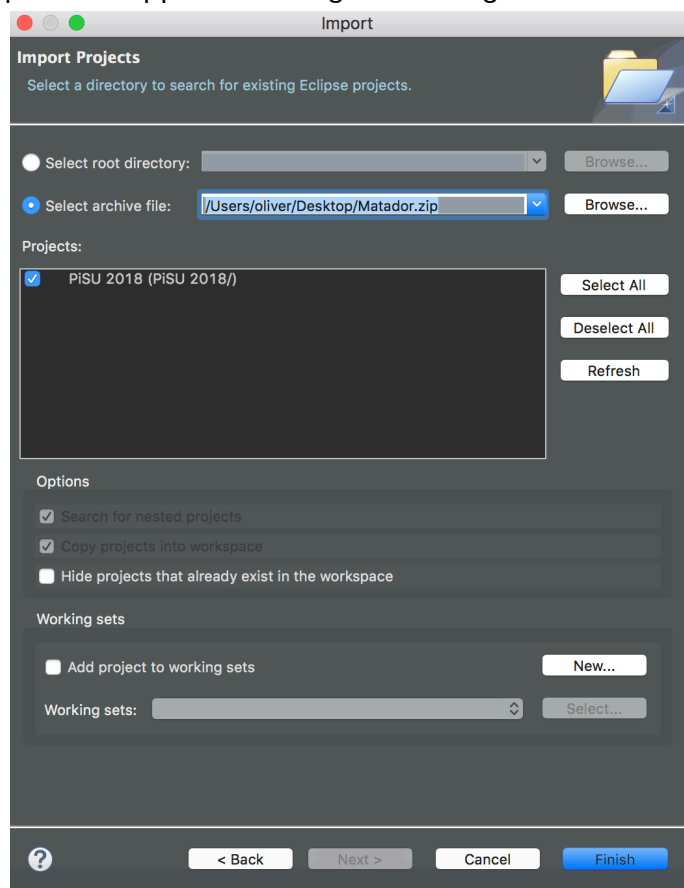 Import
Import Projects
Select a directory to search for existing Eclipse projects.
Select root directory:
Browse...
Select archive file:
/Users/oliver/Desktop/Matador.zip
Browse...
Projects:
PiSU 2018 (PiSU 2018/)
Select All
Deselect All
Refresh
Options
Search for nested projects
Copy projects into workspace
Hide projects that already exist in the workspace
Working sets
Add project to working sets
New...
Working sets:
Select...
?
< Back
Next >
Cancel
Finish